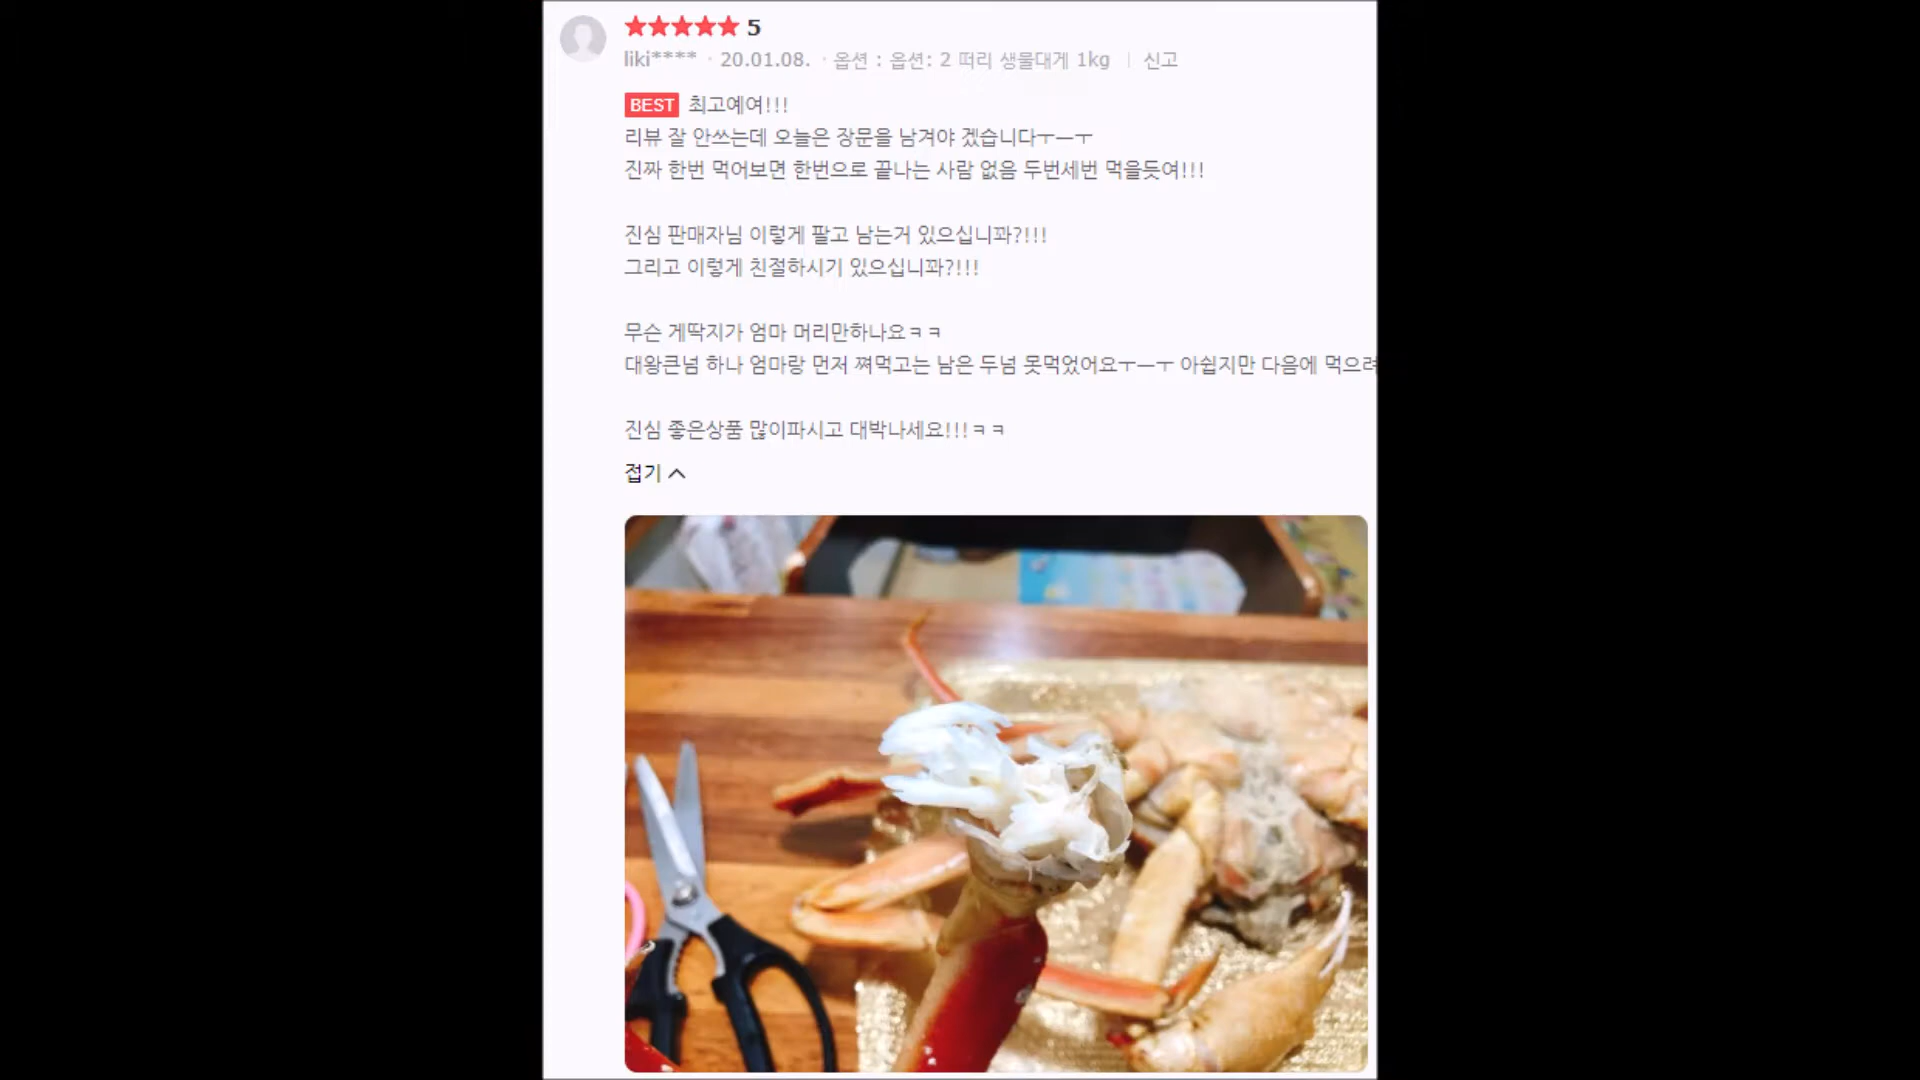 5
liki**** · 20.01.08. · 옵션 : 옵션: 2 떠리 생물대게 1kg | 신고
BEST 최고예여!!!
리뷰 잘 안쓰는데 오늘은 장문을 남겨야 겠습니다ㅜㅡㅜ
진짜 한번 먹어보면 한번으로 끝나는 사람 없음 두번세번 먹을듯여!!!
진심 판매자님 이렇게 팔고 남는거 있으십니꽈?!!!
그리고 이렇게 친절하시기 있으십니꽈?!!!
무슨 게딱지가 엄마 머리만하나요ㅋㅋ
대왕큰넘 하나 엄마랑 먼저 쪄먹고는 남은 두넘 못먹었어요ㅜㅡㅜ 아쉽지만 다음에 먹으려
진심 좋은상품 많이파시고 대박나세요!!!ㅋㅋ
접기